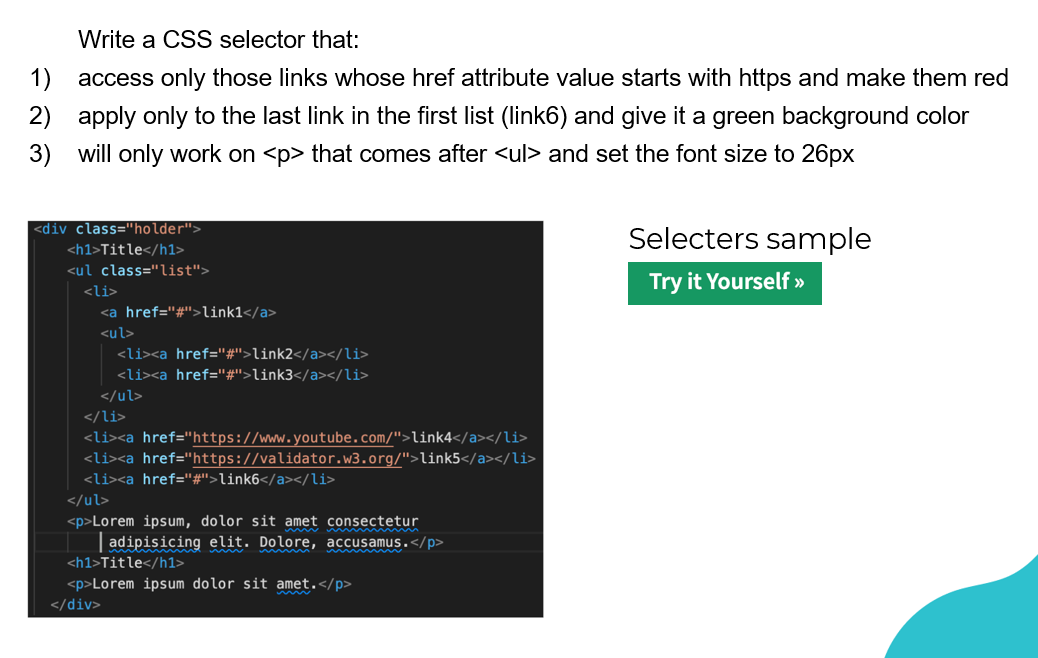 Write a CSS selector that:
1) access only those links whose href attribute value starts with https and make them red
2) apply only to the last link in the first list (link6) and give it a green background color
3) will only work on <p> that comes after <ul> and set the font size to 26px
<div class="holder">
<h1>Title</h1>
<ul class="list">
<li>
<a href="#">link1</a>
<ul>
<li><a href="#">link2</a></li>
<li><a href="#">link3</a></li>
</ul>
</li>
<li><a href="https://www.youtube.com/">link4</a></li>
<li><a href="https://validator.w3.org/">link5</a></li>
<li><a href="#">link6</a></li>
</ul>
<p>Lorem ipsum, dolor sit amet consectetur
adipisicing elit. Dolore, accusamus.</p>
<h1>Title</h1>
<p>Lorem ipsum dolor sit amet.</p>
</div>
Selecters sample
Try it Yourself »